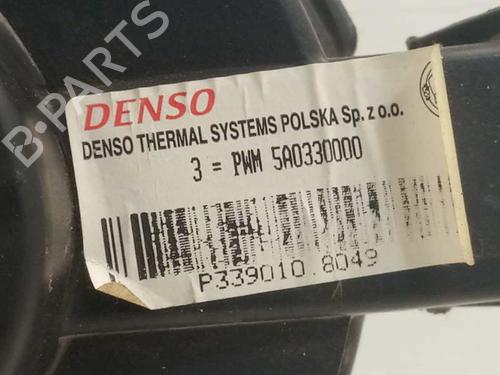 DENSO
DENSO THERMAL SYSTEMS POLSKA Sp. z o.o.
3 = PWM 5A0330000
P339010.8049
B-PARTS